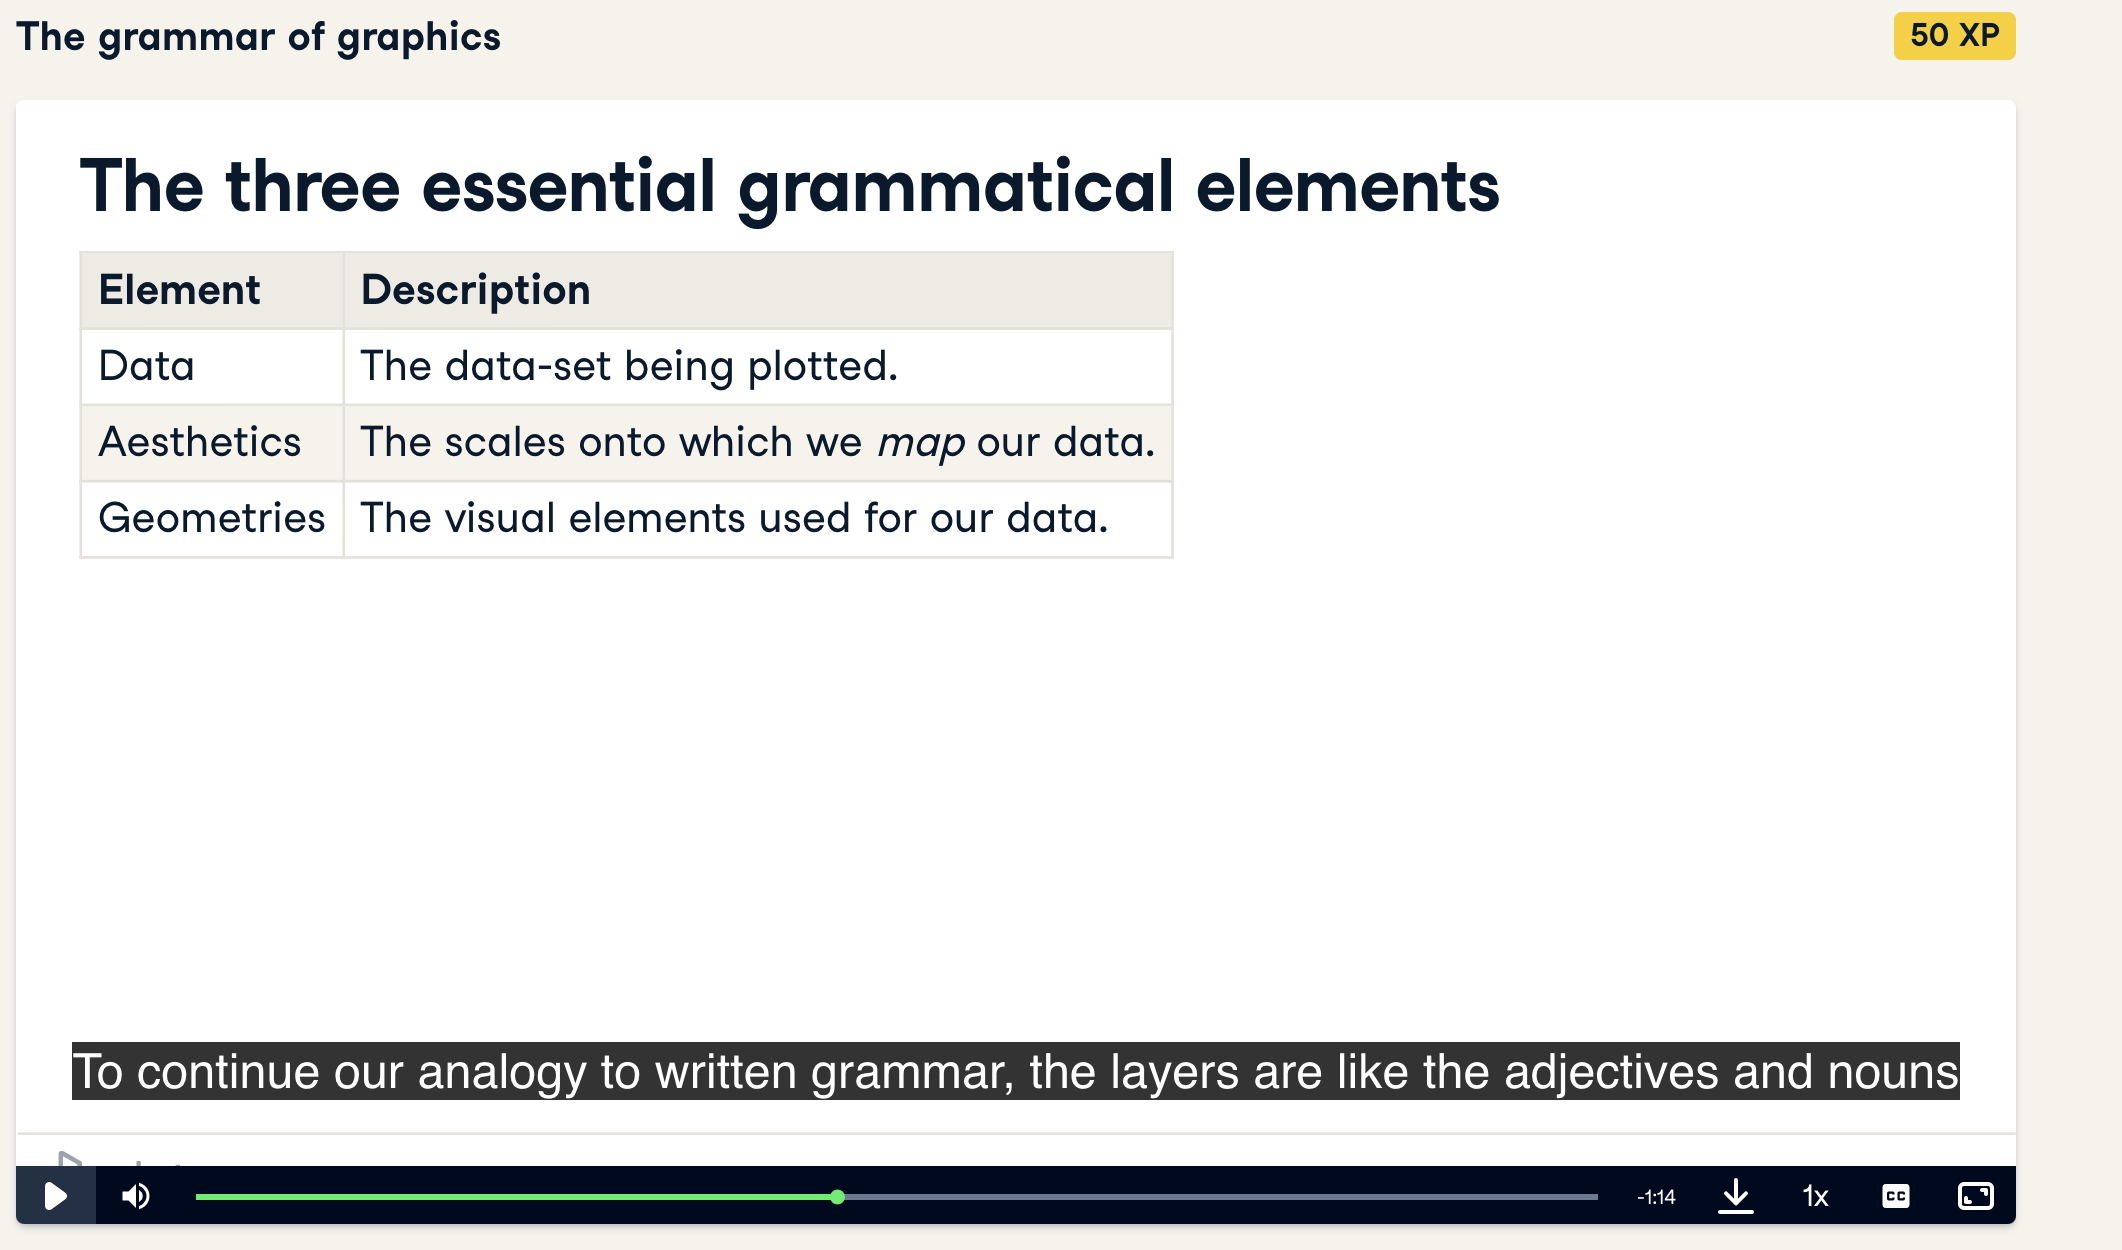 The grammar of graphics
50 XP
The three essential grammatical elements
Element Description
Data The data-set being plotted.
Aesthetics The scales onto which we map our data.
Geometries The visual elements used for our data.
To continue our analogy to written grammar, the layers are like the adjectives and nouns
-1:14 1x CC